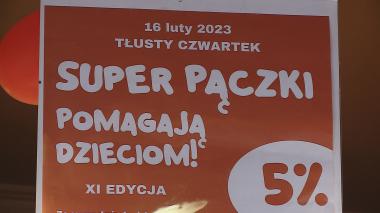 16 luty 2023
TŁUSTY CZWARTEK
SUPER PĄCZKI
POMAGAJĄ
DZIECIOM!
XI EDYCJA
5%